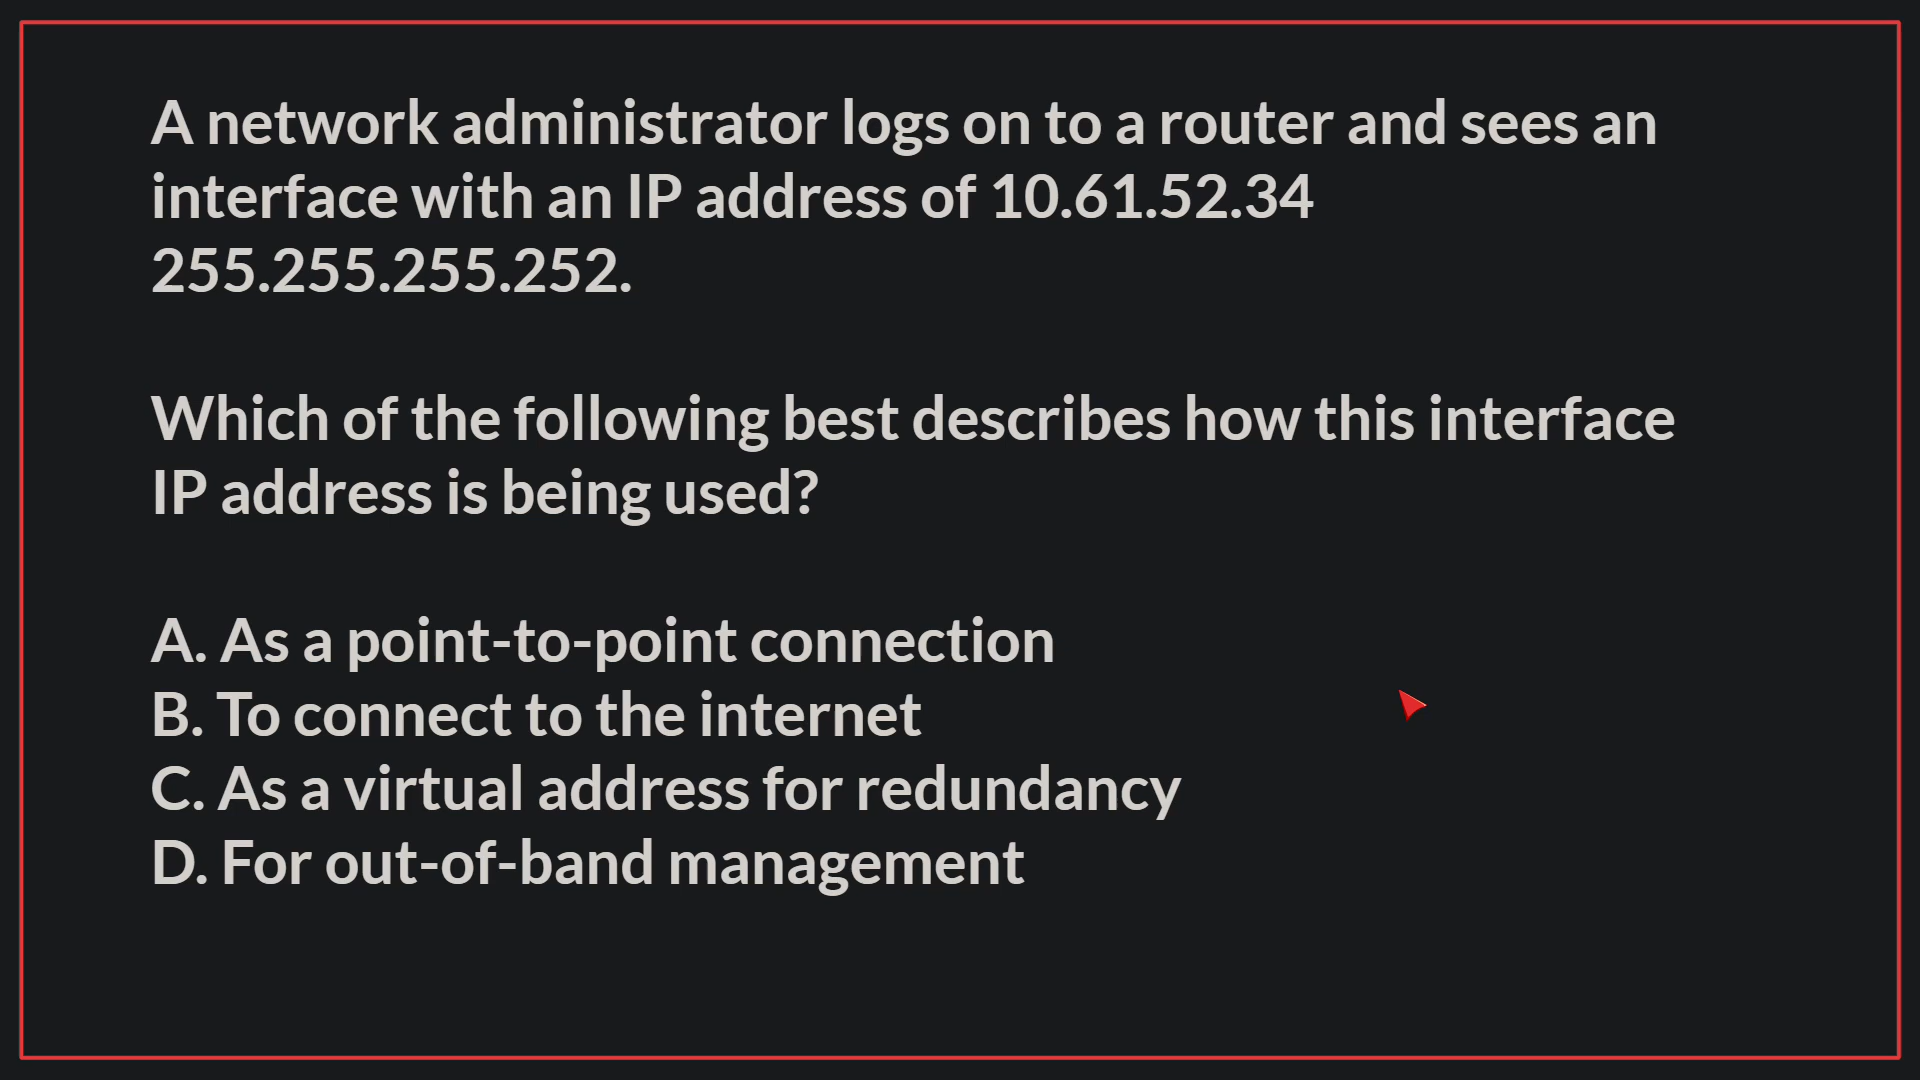 A network administrator logs on to a router and sees an
interface with an IP address of 10.61.52.34
255.255.255.252.
Which of the following best describes how this interface
IP address is being used?
A. As a point-to-point connection
B. To connect to the internet
C. As a virtual address for redundancy
D. For out-of-band management